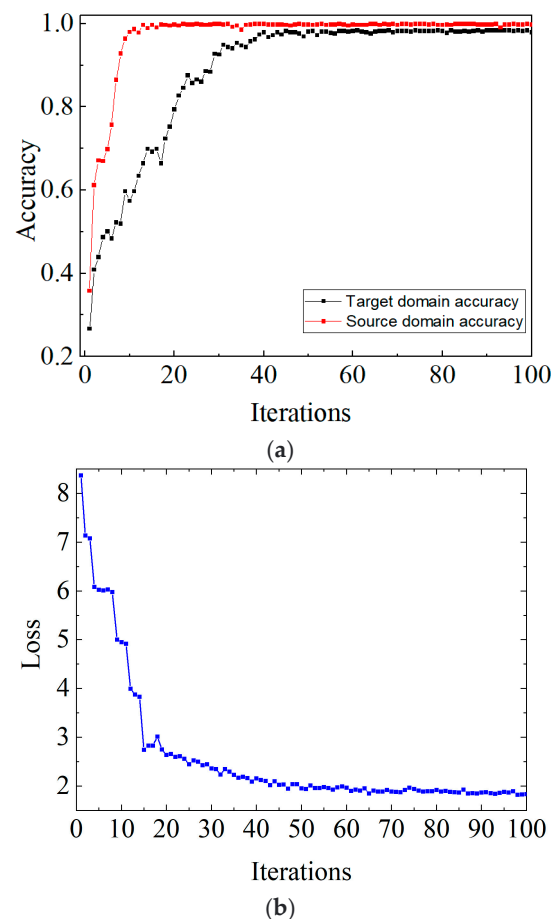 1.0
0.8
0.6
0.4
0.2
Accuracy
Target domain accuracy
Source domain accuracy
0 20 40 60 80 100
Iterations
(a)
8
7
6
5
4
3
2
Loss
0 10 20 30 40 50 60 70 80 90 100
Iterations
(b)